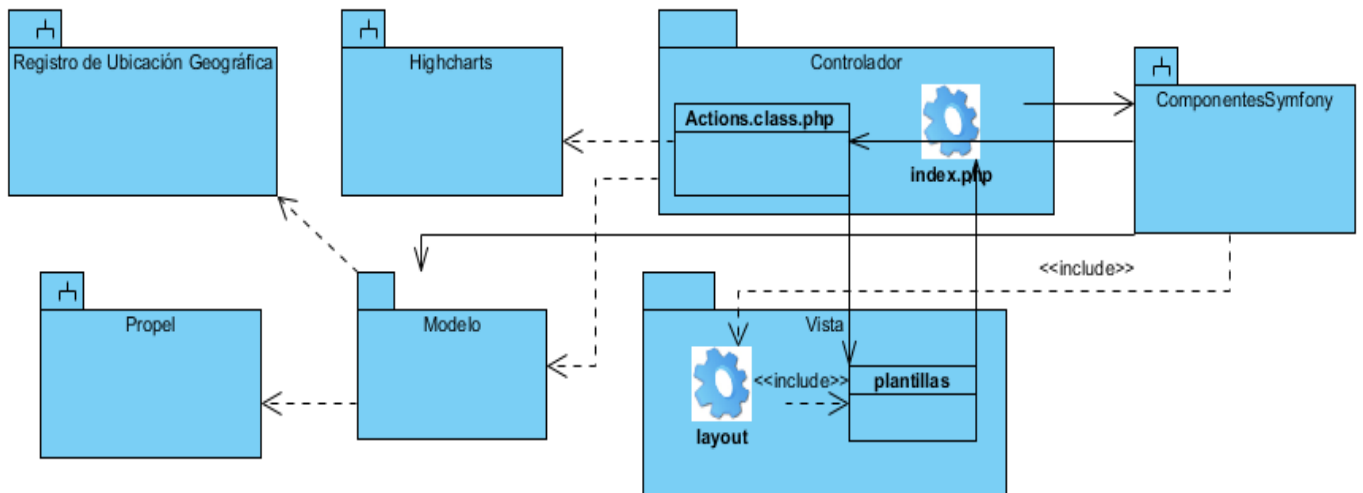 Registro de Ubicación Geográfica
Highcharts
Controlador
ComponentesSymfony
Actions.class.php
index.php
<<include>>
Propel
Modelo
Vista
<<include>>
plantillas
layout